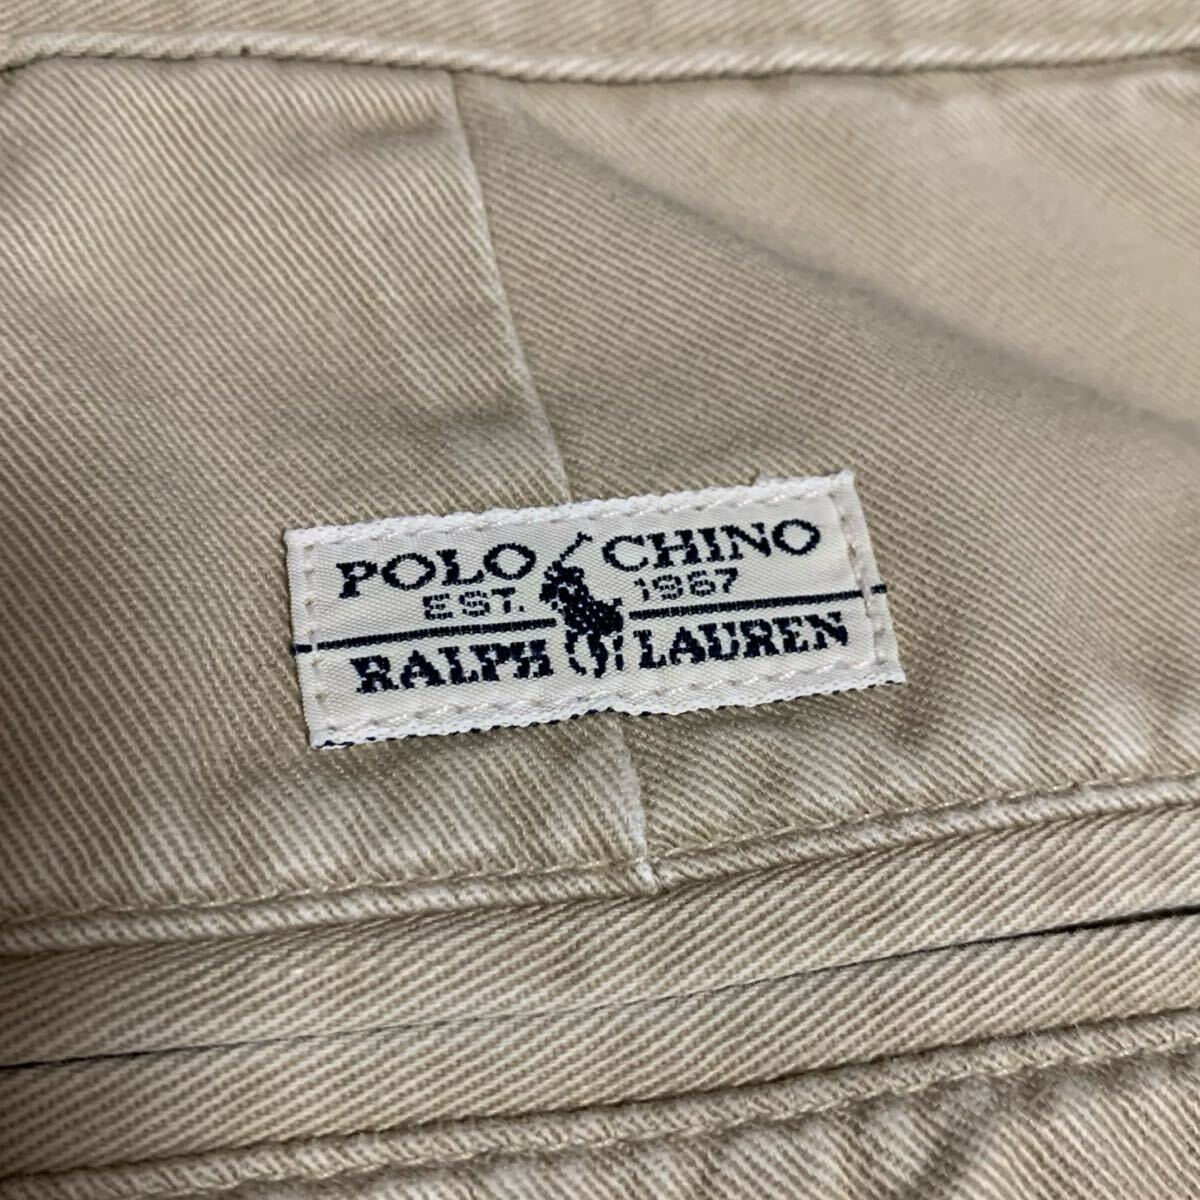 POLO CHINO
EST. 1967
RALPH LAUREN